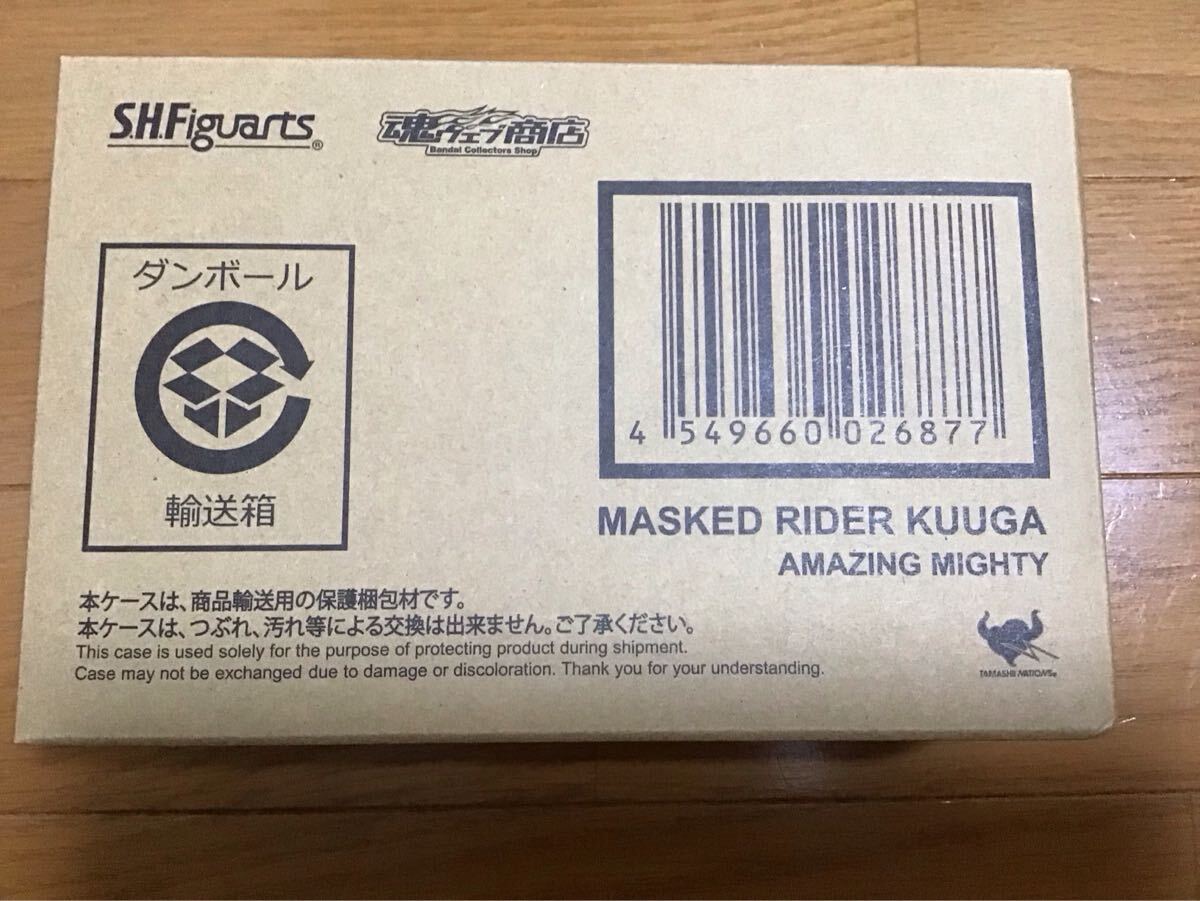 S.H.Figuarts®
魂ウェブ商店
Bandai Collectors Shop
ダンボール
輸送箱
4 549660 026877
MASKED RIDER KUUGA
AMAZING MIGHTY
本ケースは、商品輸送用の保護梱包材です。
本ケースは、つぶれ、汚れ等による交換は出来ません。ご了承ください。
This case is used solely for the purpose of protecting product during shipment.
Case may not be exchanged due to damage or discoloration. Thank you for your understanding.
TAMASHII NATIONS®